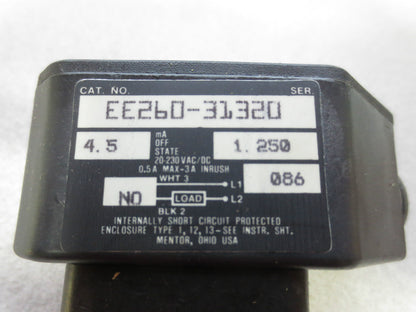 CAT. NO. SER.
EE260-31320
4.5 mA OFF STATE 1.250
20-230 VAC/DC
0.5A MAX-3A INRUSH
WHT 3 L1 086
NO LOAD L2
BLK 2
INTERNALLY SHORT CIRCUIT PROTECTED
ENCLOSURE TYPE 1, 12, 13-SEE INSTR. SHT.
MENTOR, OHIO USA